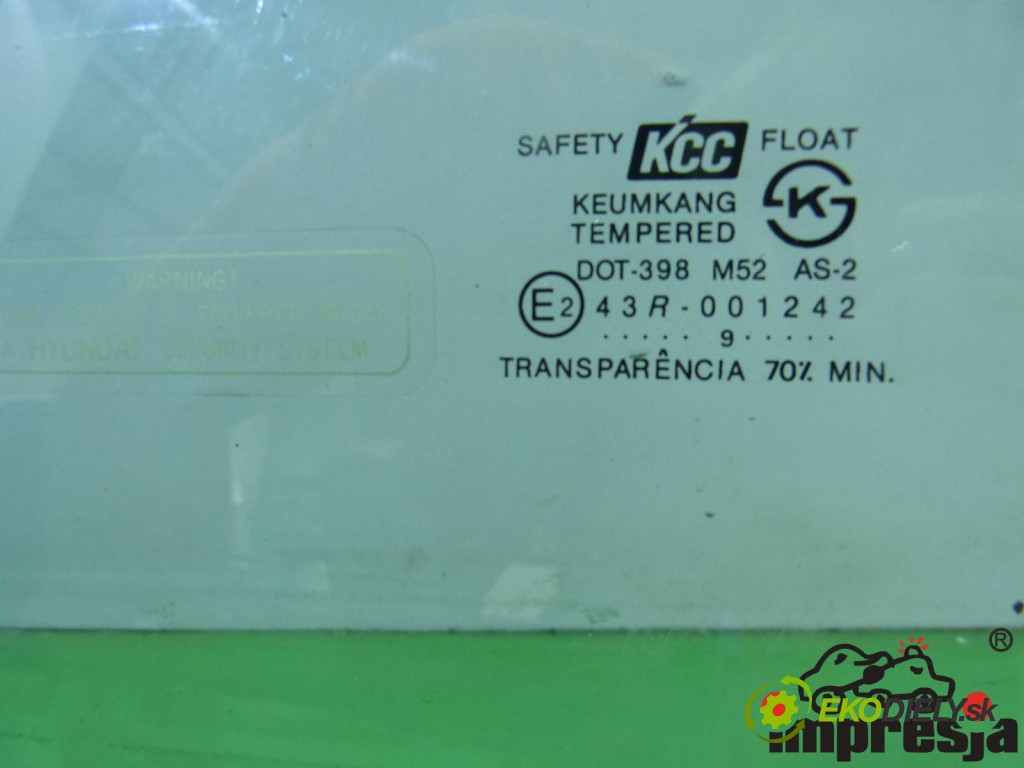 SAFETY KCC FLOAT
KEUMKANG
TEMPERED
K
DOT-398 M52 AS-2
E2 43R-001242
.....9.....
TRANSPARÊNCIA 70% MIN.
WARNING!
HYUNDAI SECURITY SYSTEM
®
EKODIELY.sk
impresja